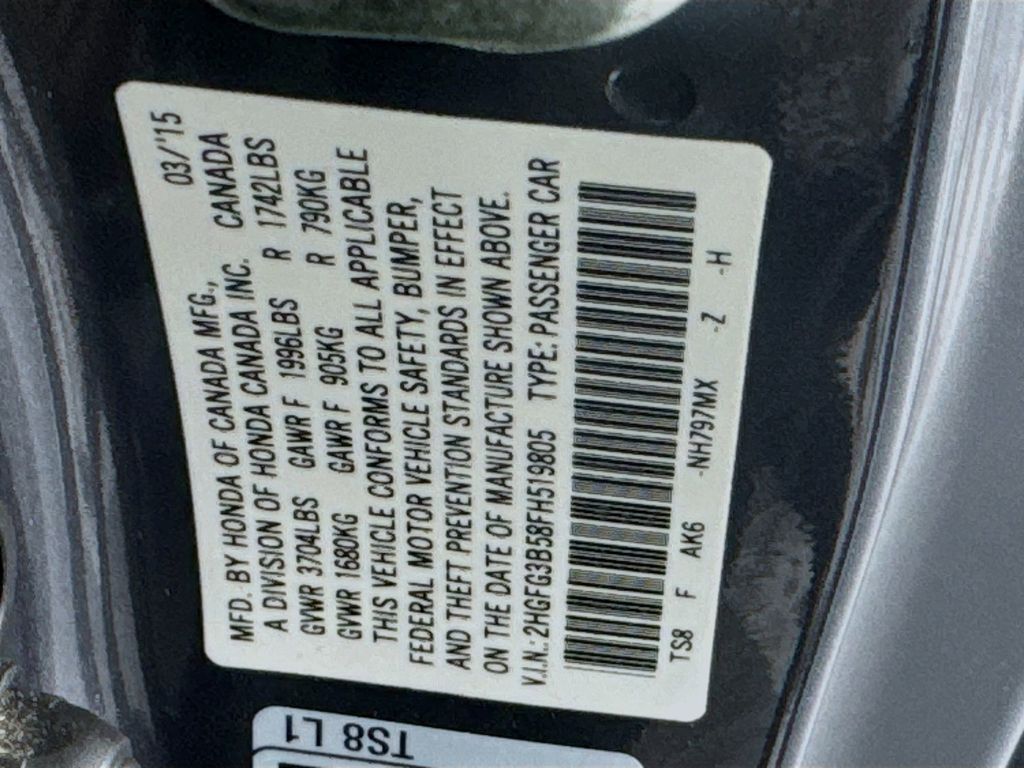 03/'15
MFD. BY HONDA OF CANADA MFG.,
A DIVISION OF HONDA CANADA INC. CANADA
GVWR 3704LBS GAWR F 1996LBS R 1742LBS
GVWR 1680KG GAWR F 905KG R 790KG
THIS VEHICLE CONFORMS TO ALL APPLICABLE
FEDERAL MOTOR VEHICLE SAFETY, BUMPER,
AND THEFT PREVENTION STANDARDS IN EFFECT
ON THE DATE OF MANUFACTURE SHOWN ABOVE.
V.I.N.: 2HGFG3B58FH519805 TYPE: PASSENGER CAR
TS8 F AK6 -NH797MX -Z -H
TS8 L1